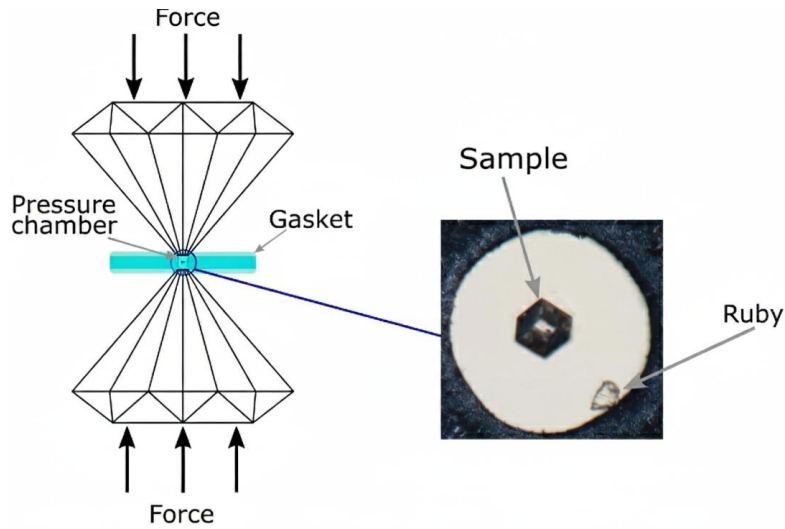 Force
Pressure
chamber
Gasket
Sample
Ruby
Force